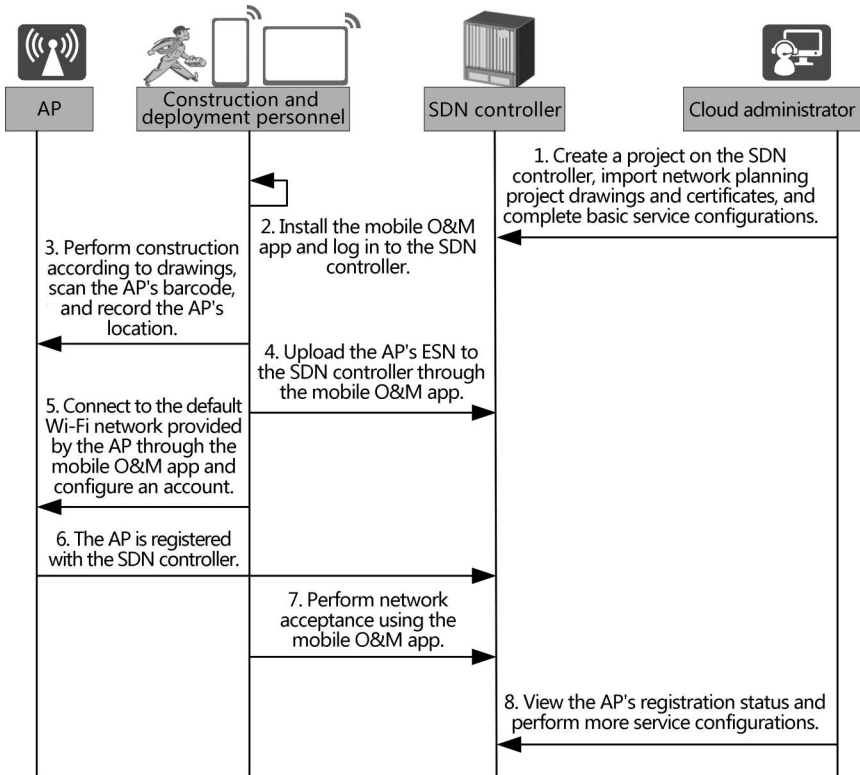 AP
Construction and
deployment personnel
SDN controller
Cloud administrator
1. Create a project on the SDN
controller, import network planning
project drawings and certificates, and
complete basic service configurations.
2. Install the mobile O&M
app and log in to the SDN
controller.
3. Perform construction
according to drawings,
scan the AP's barcode,
and record the AP's
location.
4. Upload the AP's ESN to
the SDN controller through
the mobile O&M app.
5. Connect to the default
Wi-Fi network provided
by the AP through the
mobile O&M app and
configure an account.
6. The AP is registered
with the SDN controller.
7. Perform network
acceptance using the
mobile O&M app.
8. View the AP's registration status and
perform more service configurations.